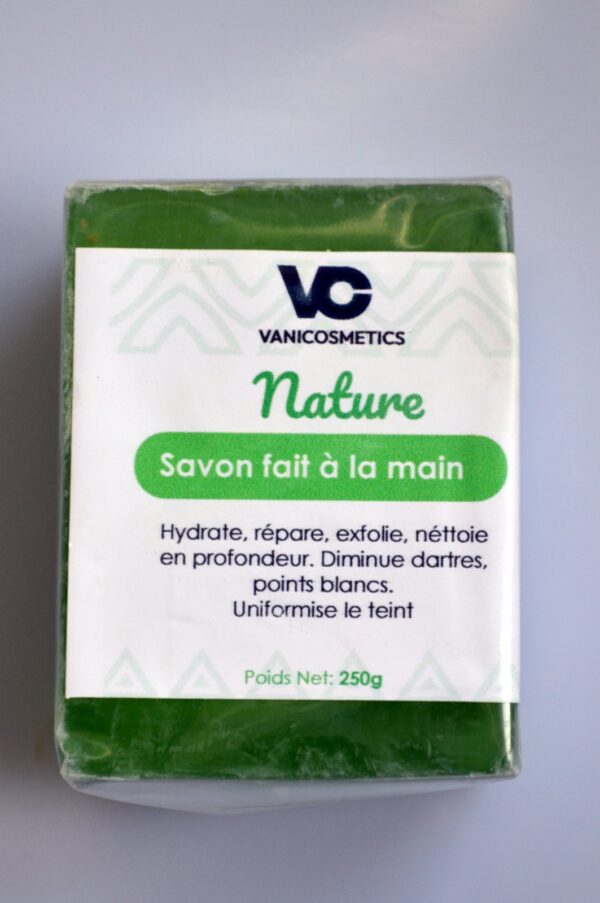 VC
VANICOSMETICS
Nature
Savon fait à la main
Hydrate, répare, exfolie, néttoie
en profondeur. Diminue dartres,
points blancs.
Uniformise le teint
Poids Net: 250g